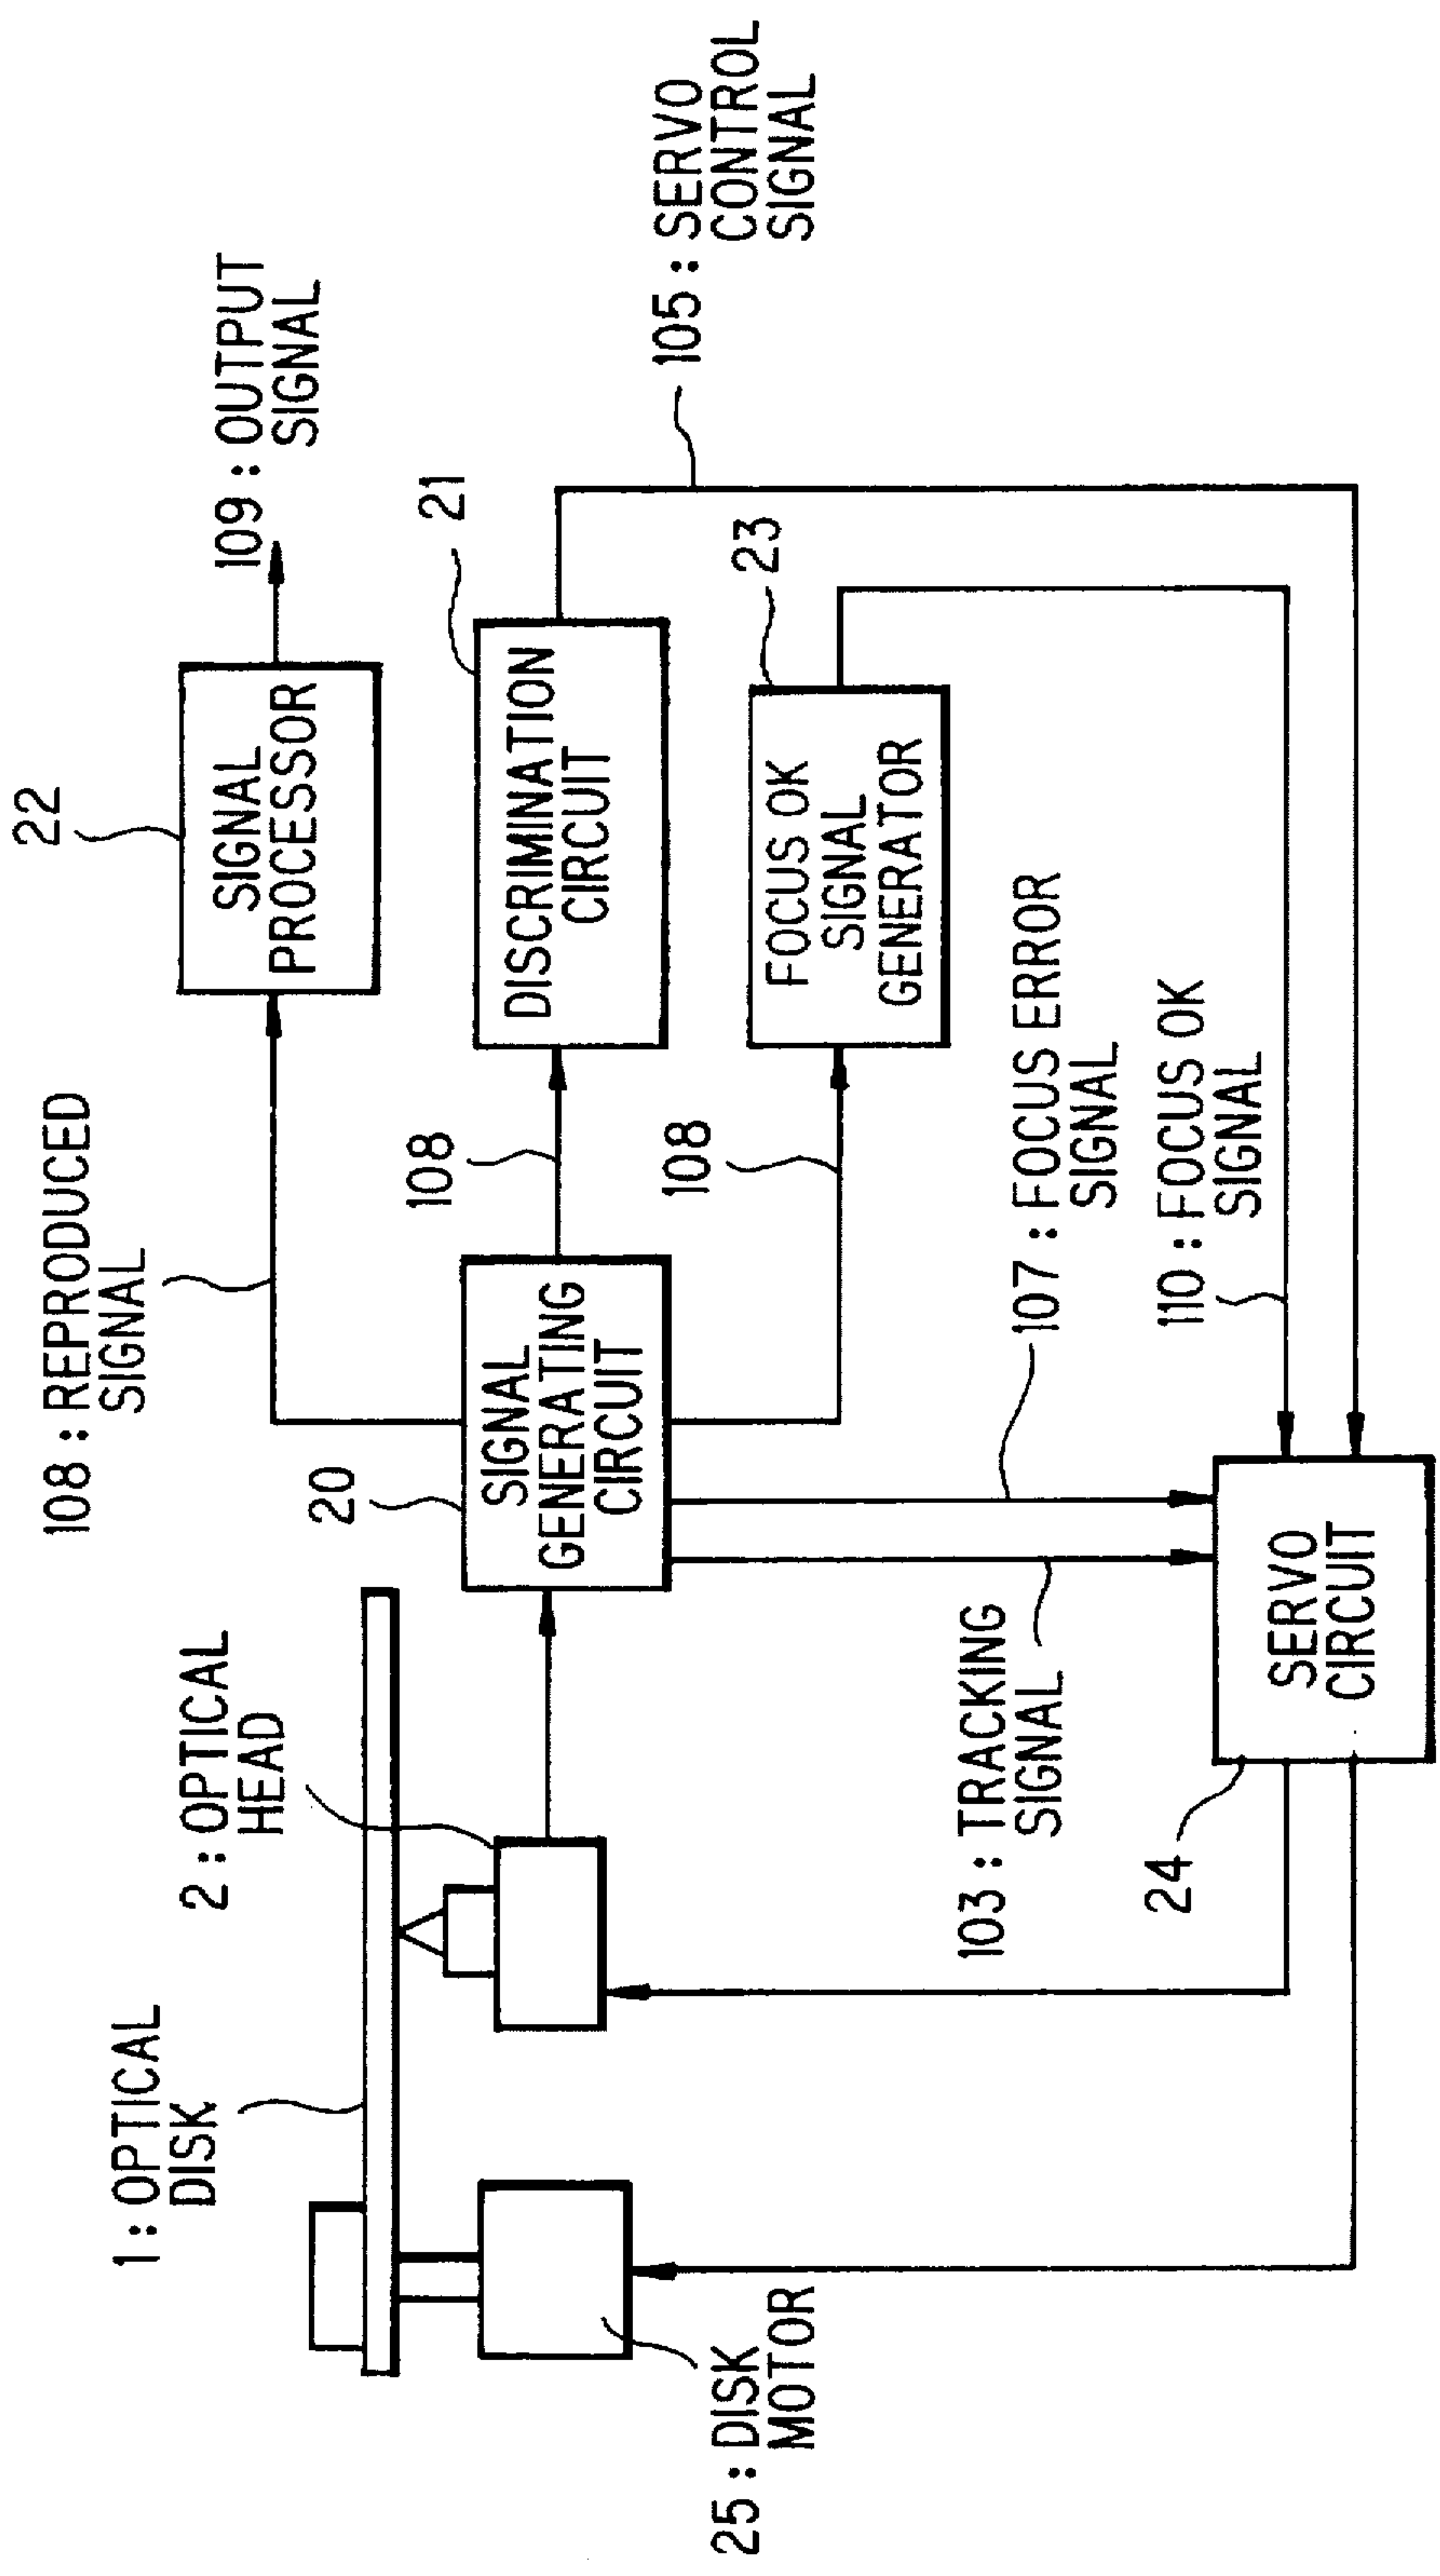 22
SIGNAL
PROCESSOR
109 : OUTPUT
SIGNAL
108 : REPRODUCED
SIGNAL
21
DISCRIMINATION
CIRCUIT
108
105 : SERVO
CONTROL
SIGNAL
20
SIGNAL
GENERATING
CIRCUIT
23
FOCUS OK
SIGNAL
GENERATOR
108
1 : OPTICAL
DISK
2 : OPTICAL
HEAD
107 : FOCUS ERROR
SIGNAL
110 : FOCUS OK
SIGNAL
103 : TRACKING
SIGNAL
25 : DISK
MOTOR
24
SERVO
CIRCUIT